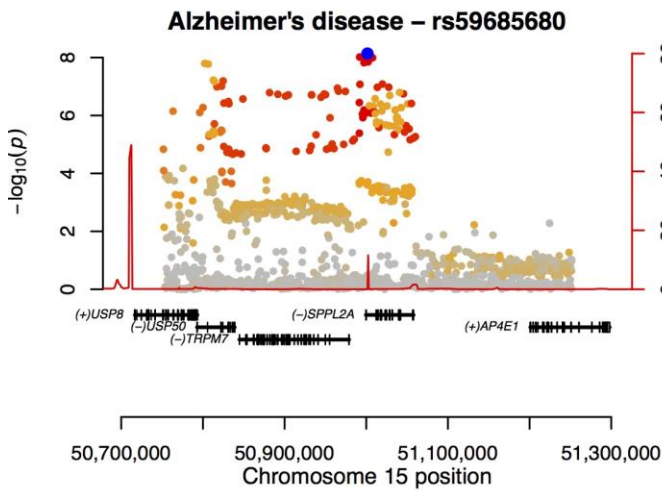 Alzheimer's disease – rs59685680
−log10(p)
8
6
4
2
0
(+)USP8
(−)USP50
(−)TRPM7
(−)SPPL2A
(+)AP4E1
50,700,000
50,900,000
51,100,000
51,300,000
Chromosome 15 position